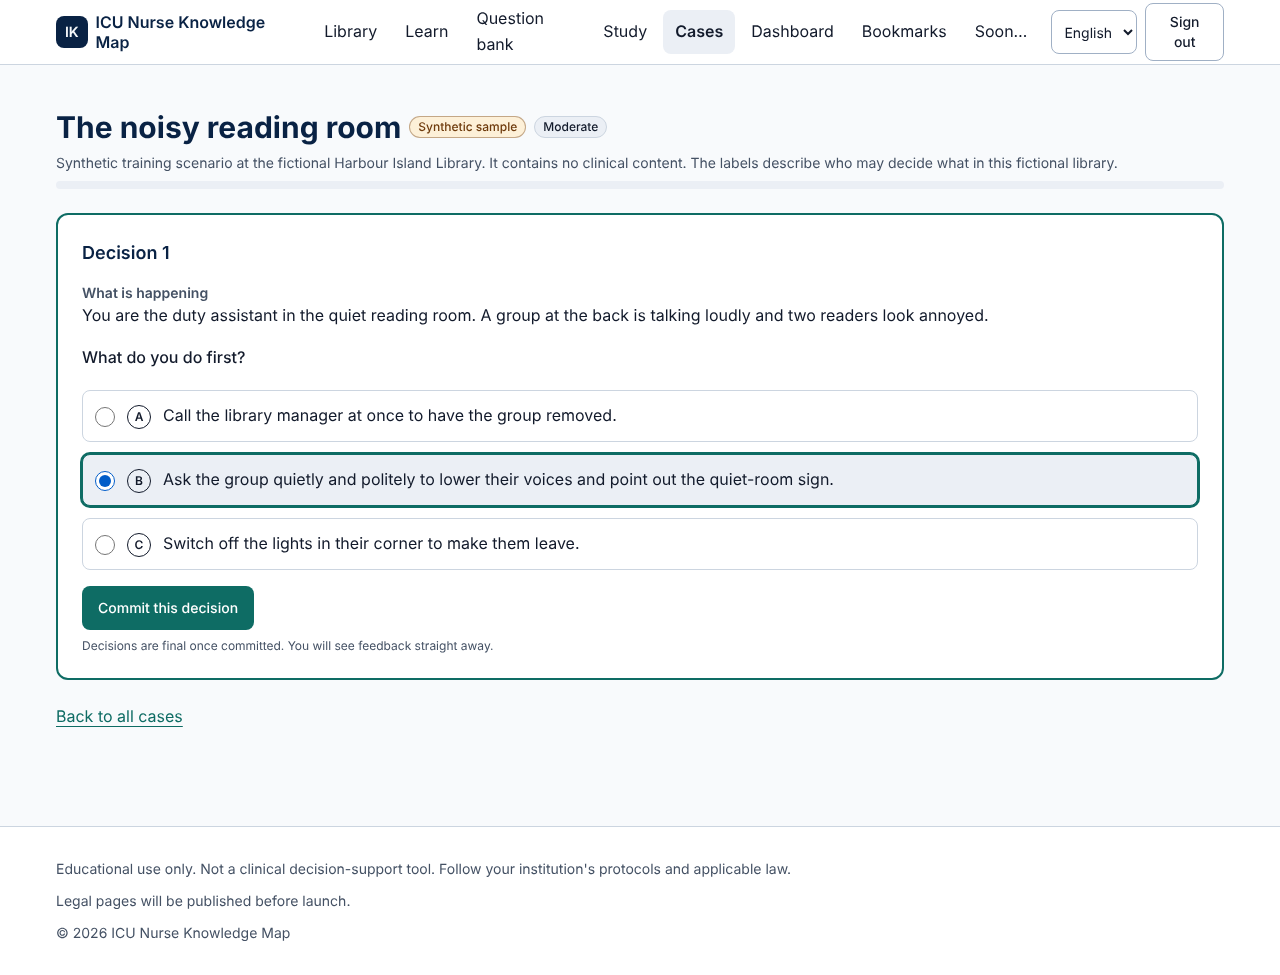 IK
ICU Nurse Knowledge
Map
Library
Learn
Question
bank
Study
Cases
Dashboard
Bookmarks
Soon...
English
Sign
out
The noisy reading room
Synthetic sample
Moderate
Synthetic training scenario at the fictional Harbour Island Library. It contains no clinical content. The labels describe who may decide what in this fictional library.
Decision 1
What is happening
You are the duty assistant in the quiet reading room. A group at the back is talking loudly and two readers look annoyed.
What do you do first?
A Call the library manager at once to have the group removed.
B Ask the group quietly and politely to lower their voices and point out the quiet-room sign.
C Switch off the lights in their corner to make them leave.
Commit this decision
Decisions are final once committed. You will see feedback straight away.
Back to all cases
Educational use only. Not a clinical decision-support tool. Follow your institution's protocols and applicable law.
Legal pages will be published before launch.
© 2026 ICU Nurse Knowledge Map